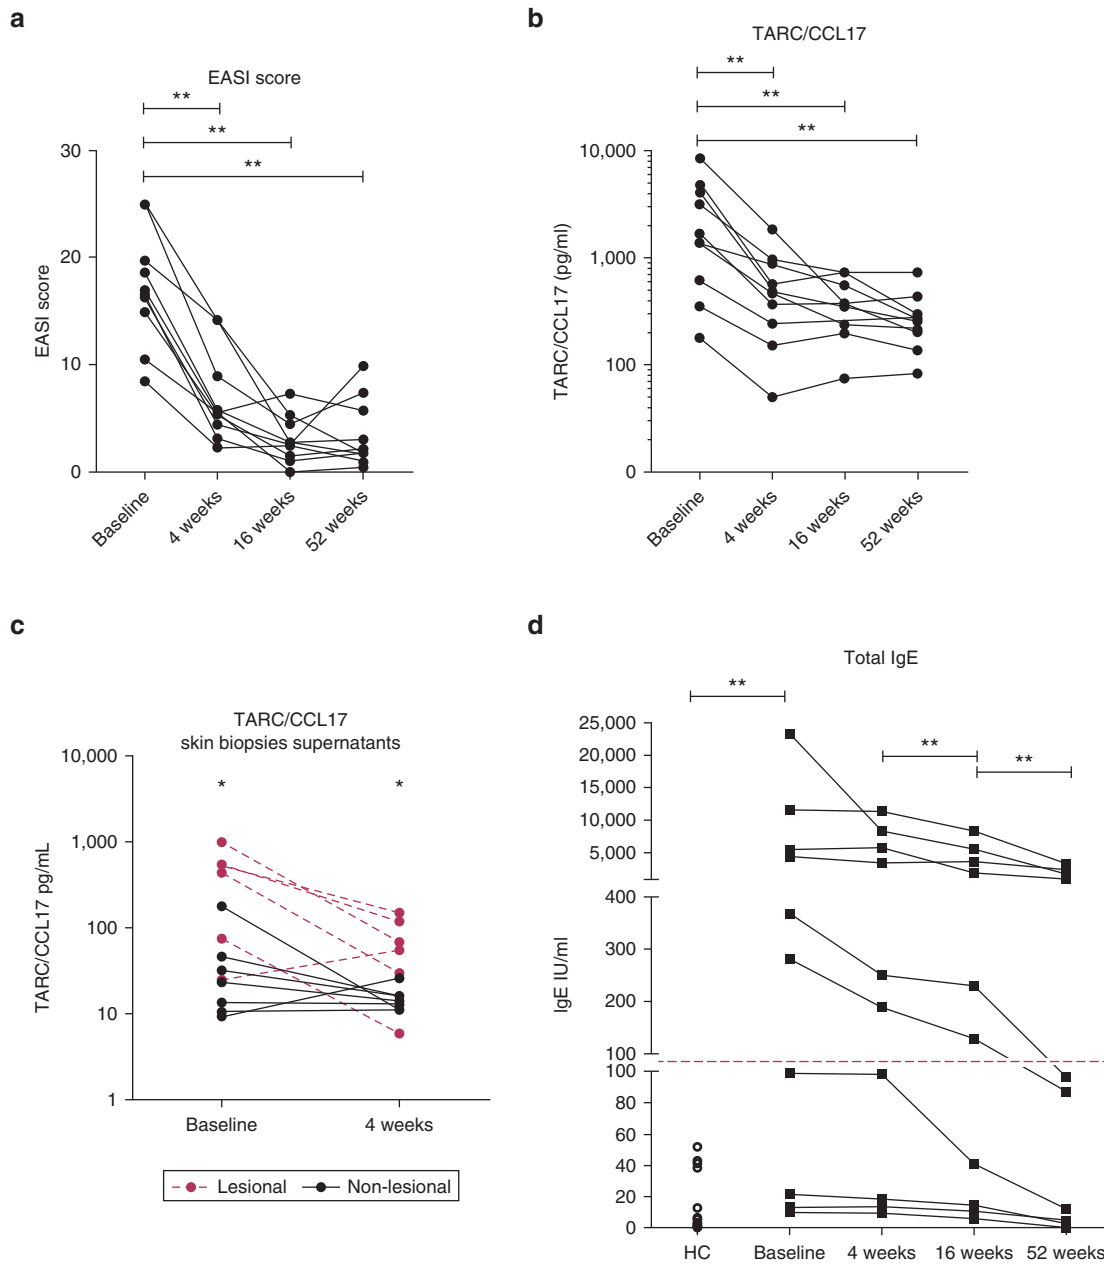 a
EASI score
**
**
**
30
20
10
0
EASI score
Baseline
4 weeks
16 weeks
52 weeks
b
TARC/CCL17
**
**
**
10,000
1,000
100
0
TARC/CCL17 (pg/ml)
Baseline
4 weeks
16 weeks
52 weeks
c
TARC/CCL17
skin biopsies supernatants
10,000
1,000
100
10
1
TARC/CCL17 pg/mL
*
*
Baseline
4 weeks
Lesional
Non-lesional
d
Total IgE
**
**
**
25,000
20,000
15,000
10,000
5,000
400
300
200
100
100
80
60
40
20
0
IgE IU/ml
HC
Baseline
4 weeks
16 weeks
52 weeks